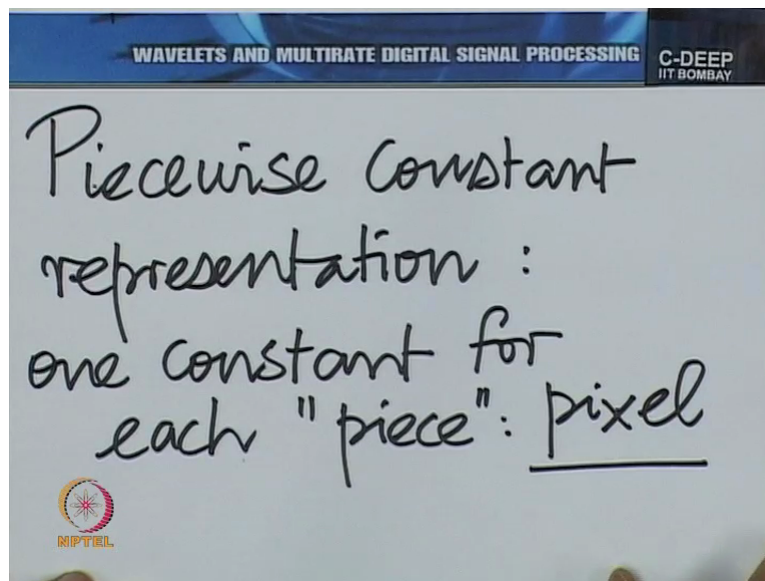 WAVELETS AND MULTIRATE DIGITAL SIGNAL PROCESSING
C-DEEP
IIT BOMBAY
Piecewise constant
representation :
one constant for
each "piece": pixel
NPTEL